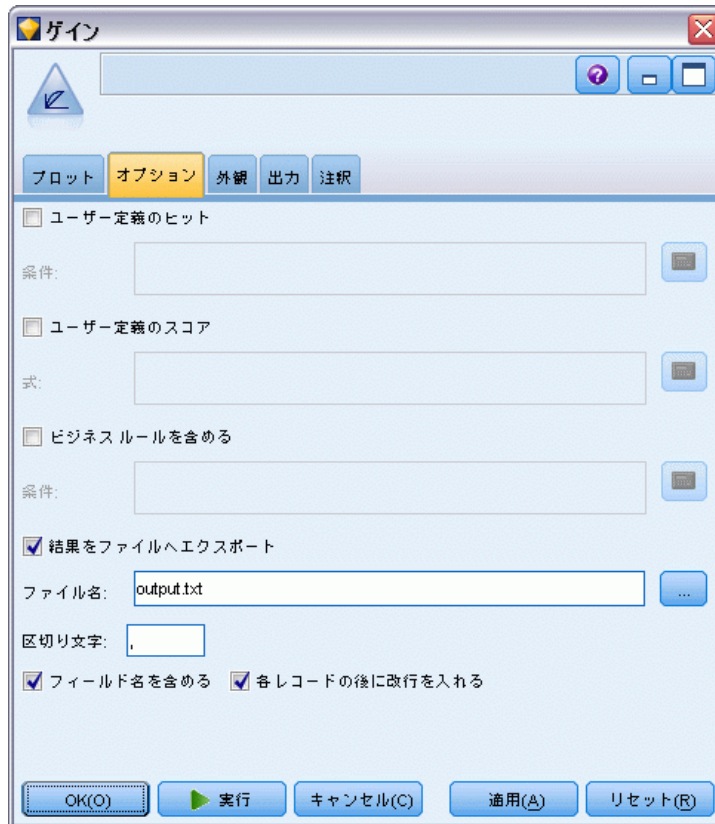 ゲイン
プロット オプション 外観 出力 注釈
ユーザー定義のヒット
条件:
ユーザー定義のスコア
式:
ビジネス ルールを含める
条件:
結果をファイルへエクスポート
ファイル名: output.txt ...
区切り文字: ,
フィールド名を含める 各レコードの後に改行を入れる
OK(O) 実行 キャンセル(C) 適用(A) リセット(R)